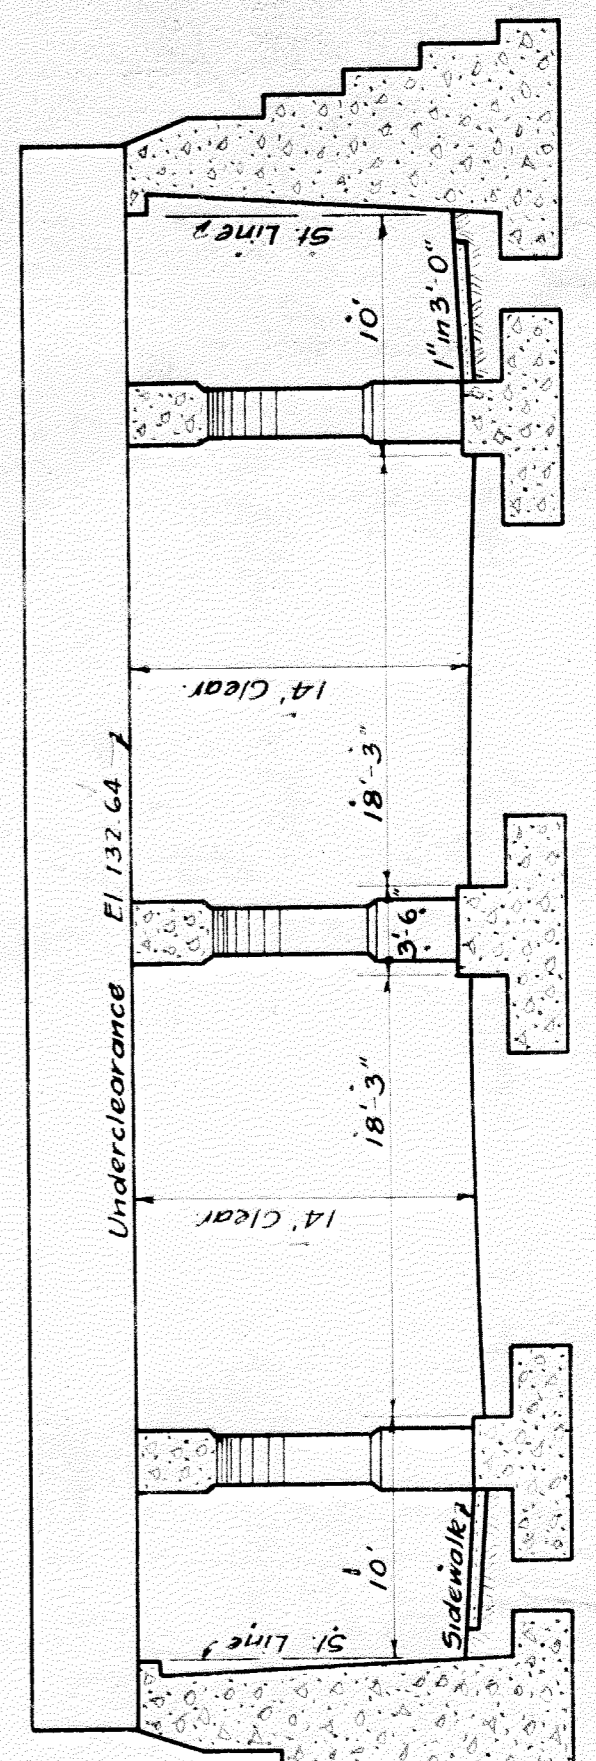 St. Line
10'
1" in 3'-0"
14' Clear
18'-3"
Underclearance El. 132.64
3'-6"
18'-3"
14' Clear
10'
Sidewalk
St. Line